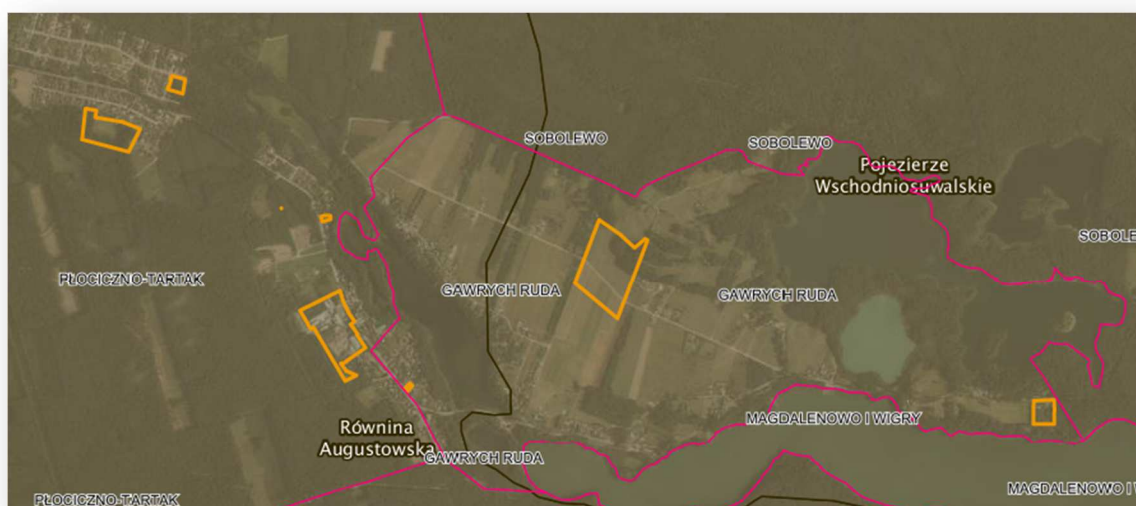 SOBOLEWO
SOBOLEWO
Pojezierze
Wschodniosuwalskie
SOBOLE
PŁOCICZNO-TARTAK
GAWRYCH RUDA
GAWRYCH RUDA
MAGDALENOWO I WIGRY
Równina
Augustowska
GAWRYCH RUDA
MAGDALENOWO I W
PŁOCICZNO-TARTAK